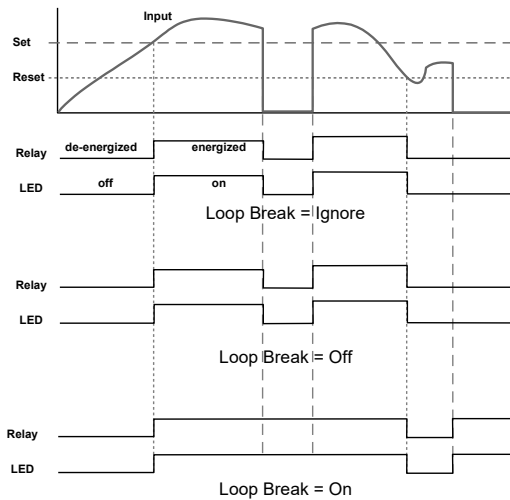 Input
Set
Reset
Relay de-energized energized
LED off on
Loop Break = Ignore
Relay
LED
Loop Break = Off
Relay
LED
Loop Break = On